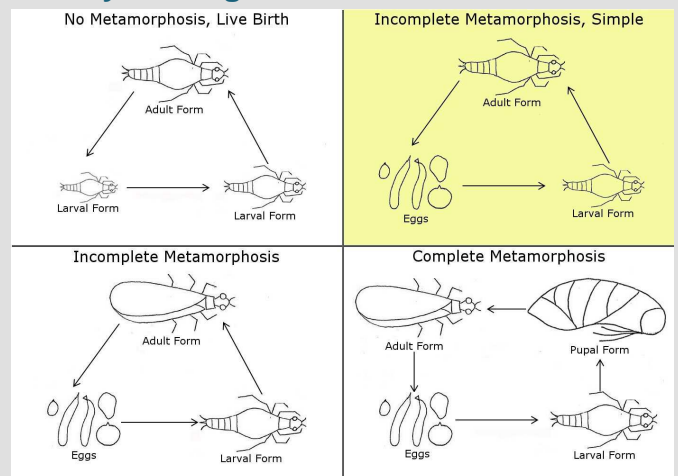 No Metamorphosis, Live Birth
Adult Form
Larval Form
Larval Form
Incomplete Metamorphosis, Simple
Adult Form
Eggs
Larval Form
Incomplete Metamorphosis
Adult Form
Eggs
Larval Form
Complete Metamorphosis
Adult Form
Pupal Form
Eggs
Larval Form